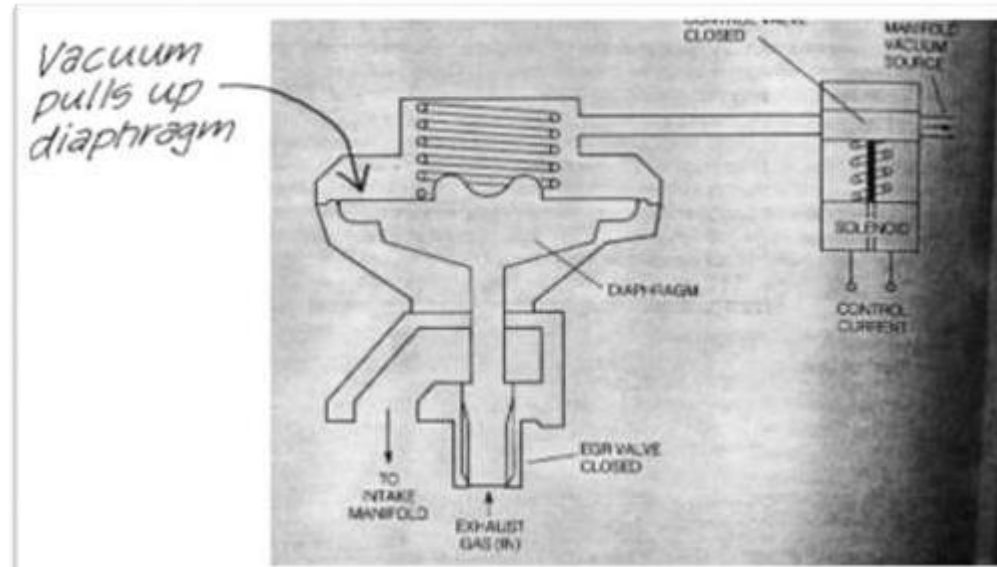 Vacuum
pulls up
diaphragm
CONTROL VALVE
CLOSED
MANIFOLD
VACUUM
SOURCE
SOLENOID
CONTROL
CURRENT
DIAPHRAGM
EGR VALVE
CLOSED
TO
INTAKE
MANIFOLD
EXHAUST
GAS (IN)